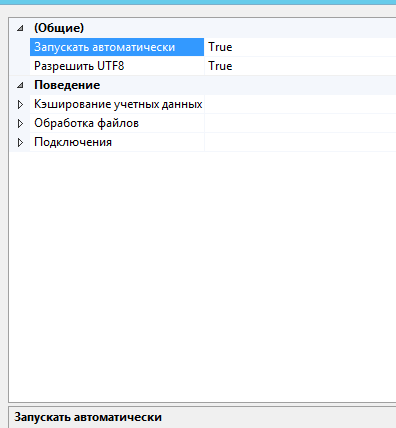 (Общие)
Запускать автоматически True
Разрешить UTF8 True
Поведение
Кэширование учетных данных
Обработка файлов
Подключения
Запускать автоматически